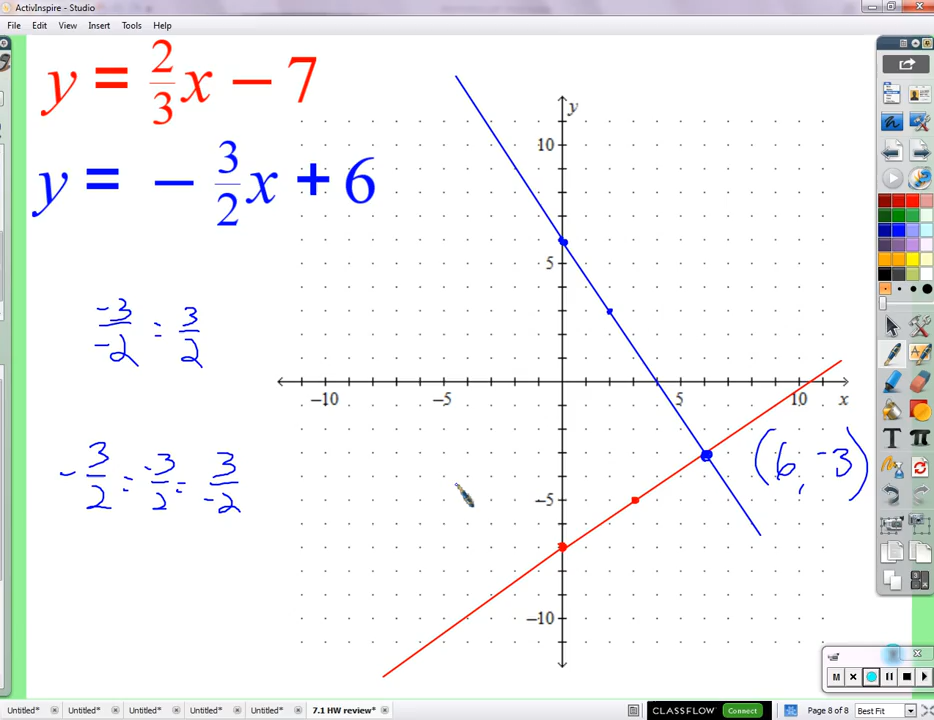 ActivInspire - Studio
File Edit View Insert Tools Help
y = 2/3 x − 7
y = − 3/2 x + 6
-3/-2 = 3/2
- 3/2 = -3/2 = 3/-2
y
10
5
−10 −5 5 10 x
−5
−10
(6, -3)
M
Untitled* Untitled* Untitled* Untitled* Untitled* 7.1 HW review* CLASSFLOW Connect Page 8 of 8 Best Fit